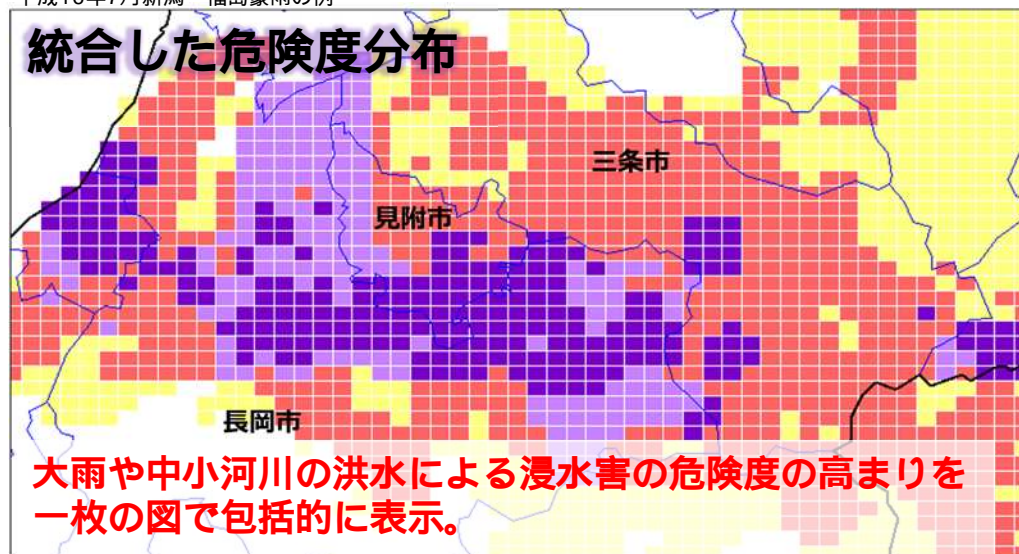 統合した危険度分布
三条市
見附市
長岡市
大雨や中小河川の洪水による浸水害の危険度の高まりを
一枚の図で包括的に表示。